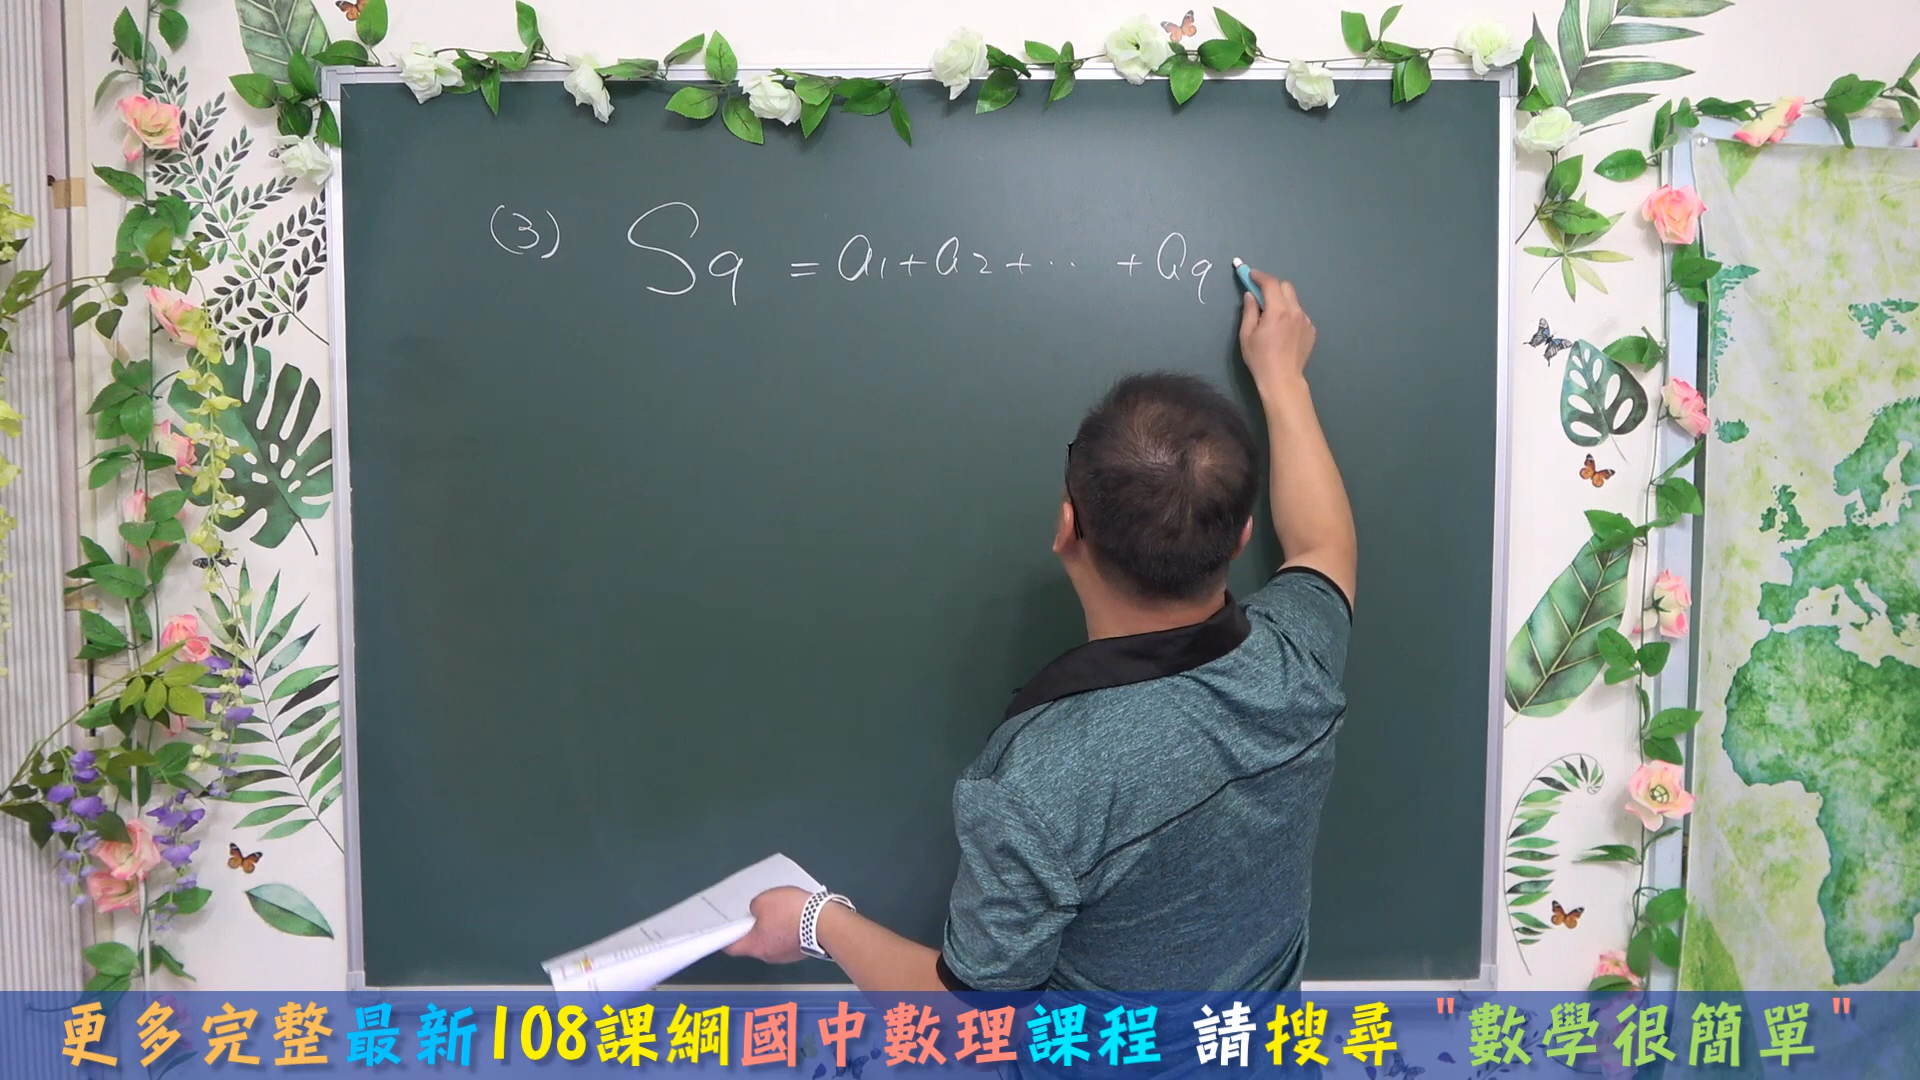 (3) S₉ = a₁+a₂+‥ +a₉
更多完整最新108課綱國中數理課程 請搜尋 "數學很簡單"